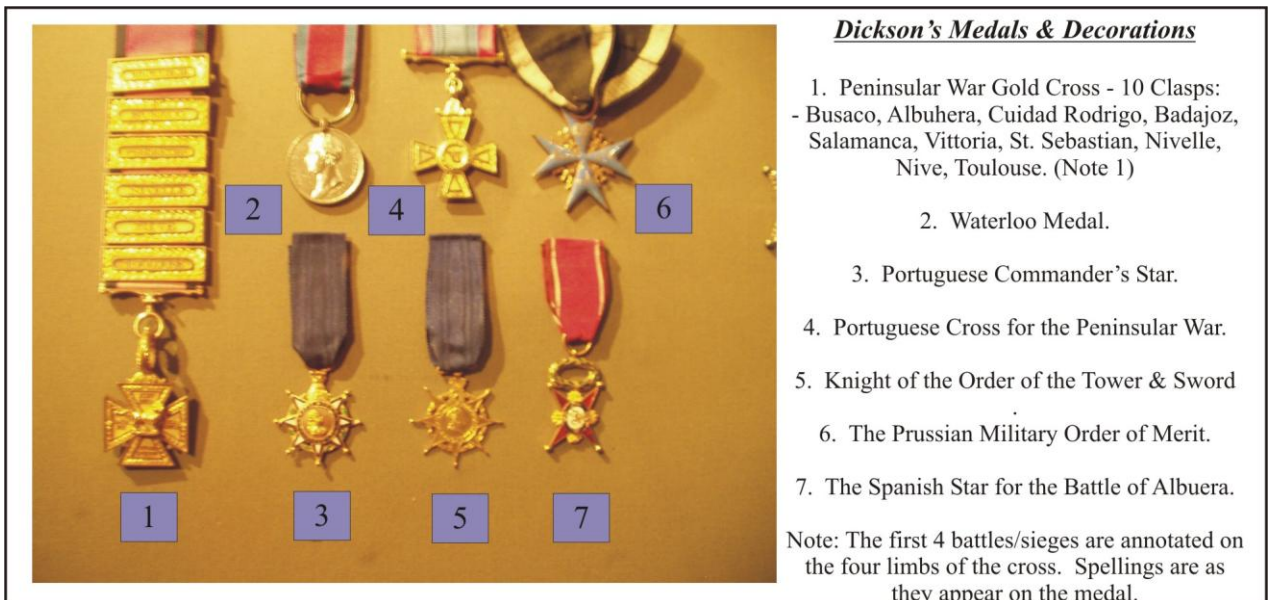 Dickson's Medals & Decorations
1. Peninsular War Gold Cross - 10 Clasps:
- Busaco, Albuhera, Cuidad Rodrigo, Badajoz,
Salamanca, Vittoria, St. Sebastian, Nivelle,
Nive, Toulouse. (Note 1)
2. Waterloo Medal.
3. Portuguese Commander's Star.
4. Portuguese Cross for the Peninsular War.
5. Knight of the Order of the Tower & Sword
.
6. The Prussian Military Order of Merit.
7. The Spanish Star for the Battle of Albuera.
Note: The first 4 battles/sieges are annotated on
the four limbs of the cross. Spellings are as
they appear on the medal.
2
4
6
1
3
5
7